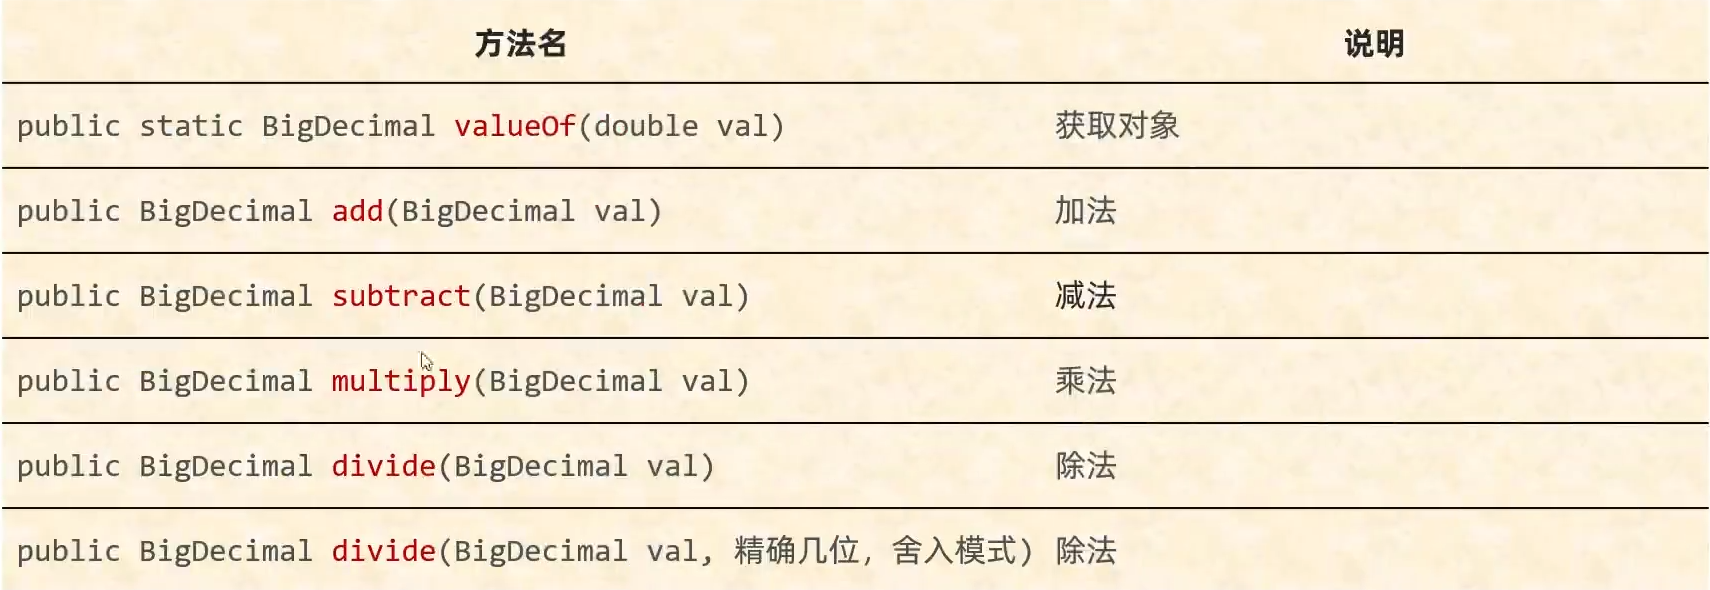 方法名 说明
public static BigDecimal valueOf(double val) 获取对象
public BigDecimal add(BigDecimal val) 加法
public BigDecimal subtract(BigDecimal val) 减法
public BigDecimal multiply(BigDecimal val) 乘法
public BigDecimal divide(BigDecimal val) 除法
public BigDecimal divide(BigDecimal val, 精确几位，舍入模式) 除法